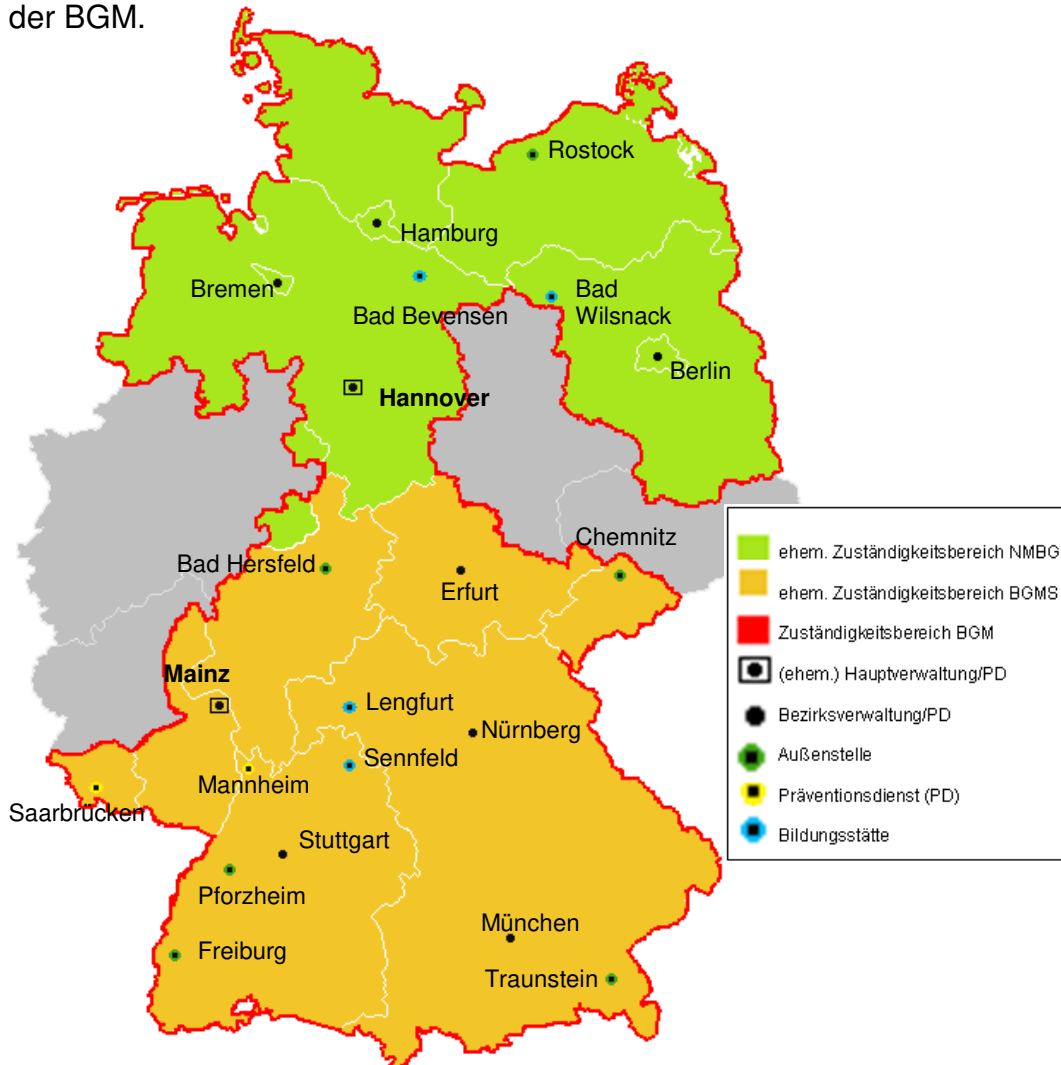 der BGM.
Rostock
Hamburg
Bremen
Bad Bevensen
Bad
Wilsnack
Berlin
Hannover
Chemnitz
Bad Hersfeld
Erfurt
Mainz
Lengfurt
Nürnberg
Sennfeld
Mannheim
Saarbrücken
Stuttgart
Pforzheim
München
Freiburg
Traunstein
ehem. Zuständigkeitsbereich NMBG
ehem. Zuständigkeitsbereich BGMS
Zuständigkeitsbereich BGM
(ehem.) Hauptverwaltung/PD
Bezirksverwaltung/PD
Außenstelle
Präventionsdienst (PD)
Bildungsstätte